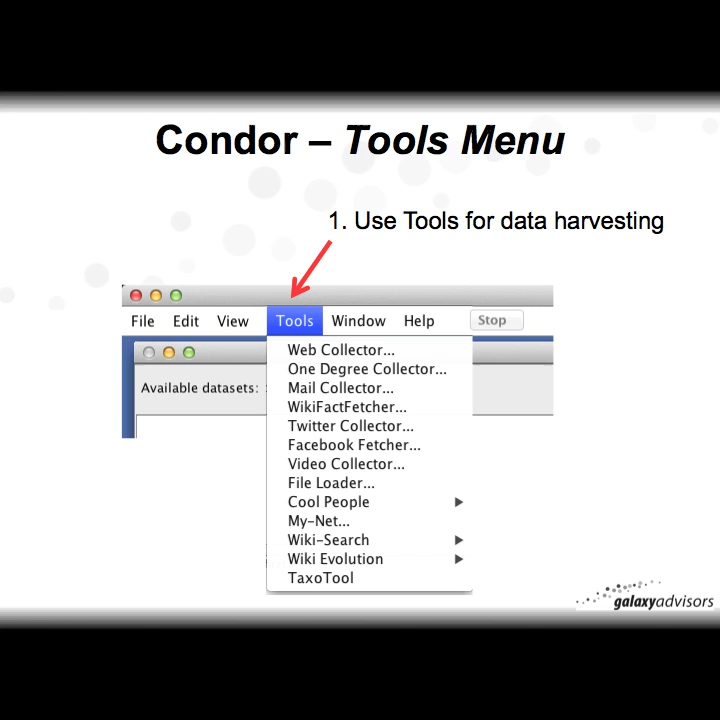 Condor – Tools Menu
1. Use Tools for data harvesting
File Edit View Tools Window Help Stop
Available datasets:
Web Collector...
One Degree Collector...
Mail Collector...
WikiFactFetcher...
Twitter Collector...
Facebook Fetcher...
Video Collector...
File Loader...
Cool People
My-Net...
Wiki-Search
Wiki Evolution
TaxoTool
galaxyadvisors